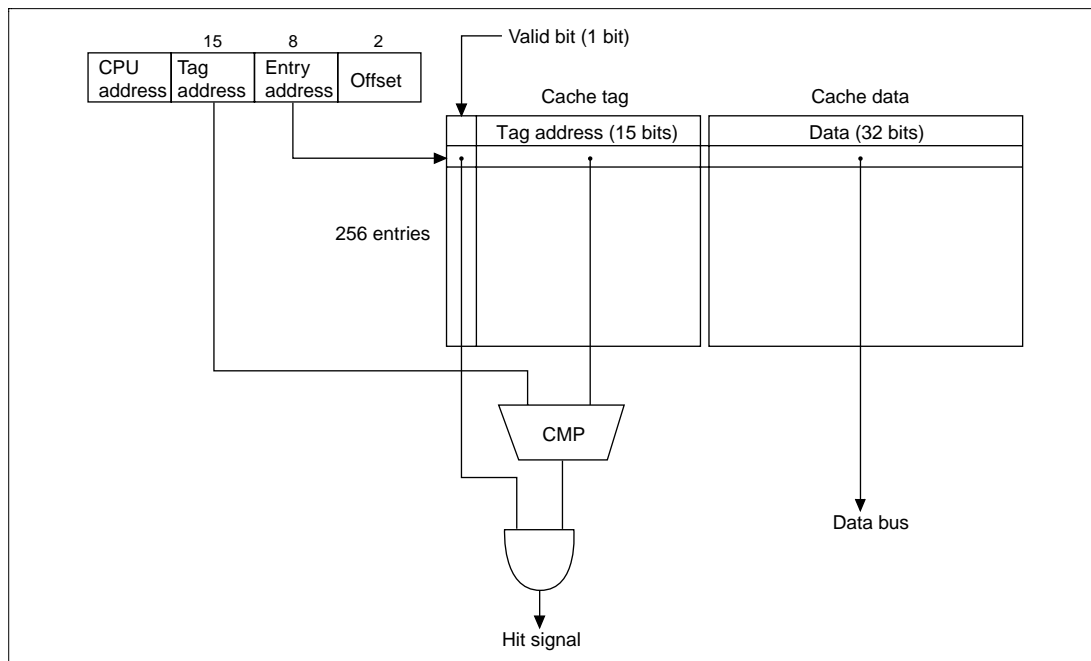 15 8 2
CPU address
Tag address
Entry address
Offset
Valid bit (1 bit)
Cache tag
Cache data
Tag address (15 bits)
Data (32 bits)
256 entries
CMP
Data bus
Hit signal